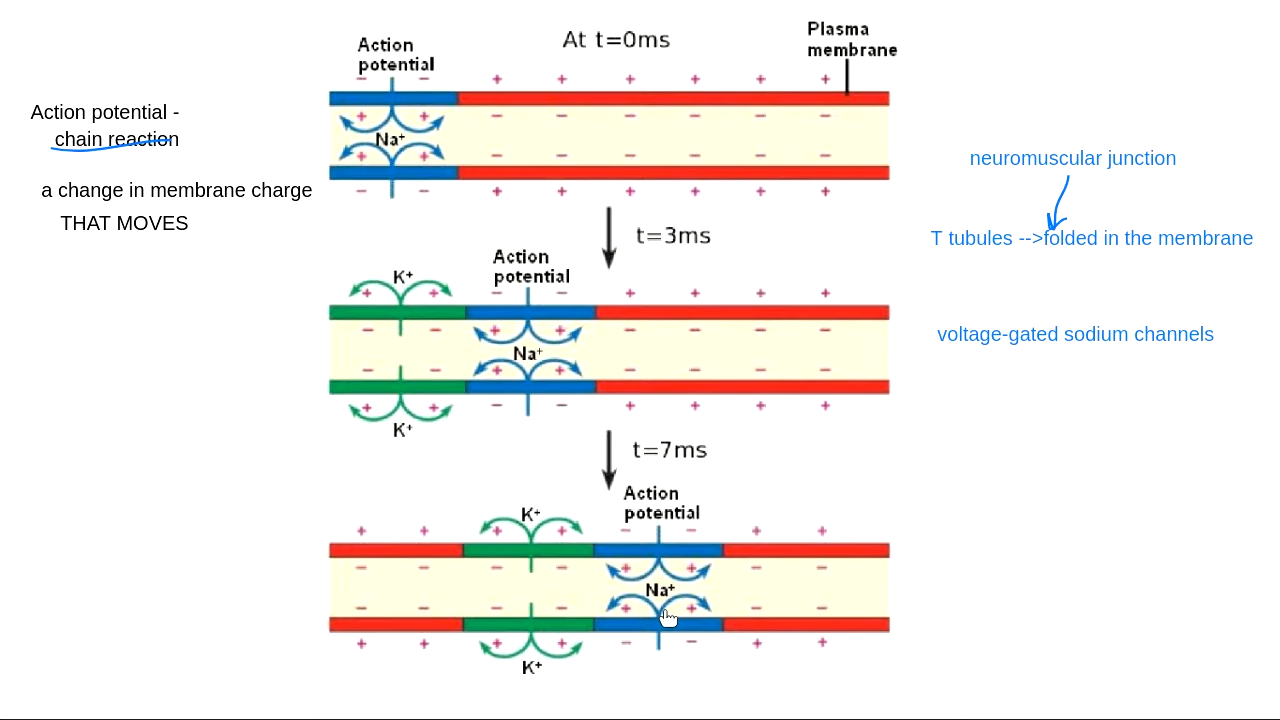 Action potential -
chain reaction
a change in membrane charge
THAT MOVES
Action
potential
At t=0ms
Plasma
membrane
− − + + + + + +
+ + − − − − − −
Na⁺
+ + − − − − − −
− − + + + + + +
t=3ms
K⁺
Action
potential
+ + − − + + + +
− − + + − − − −
Na⁺
− − + + − − − −
+ + − − + + + +
K⁺
t=7ms
K⁺
Action
potential
+ + + + − − + +
− − − − + + − −
Na⁺
− − − − + + − −
+ + + + − − + +
K⁺
neuromuscular junction
T tubules -->folded in the membrane
voltage-gated sodium channels